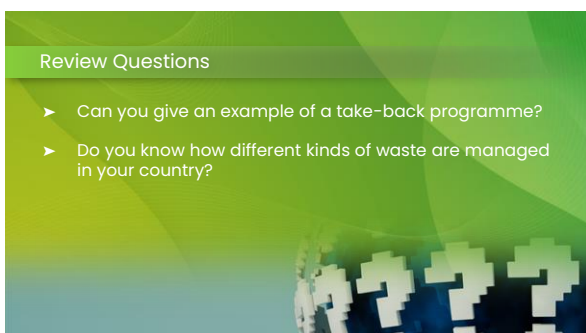 Review Questions
➤ Can you give an example of a take-back programme?
➤ Do you know how different kinds of waste are managed
in your country?